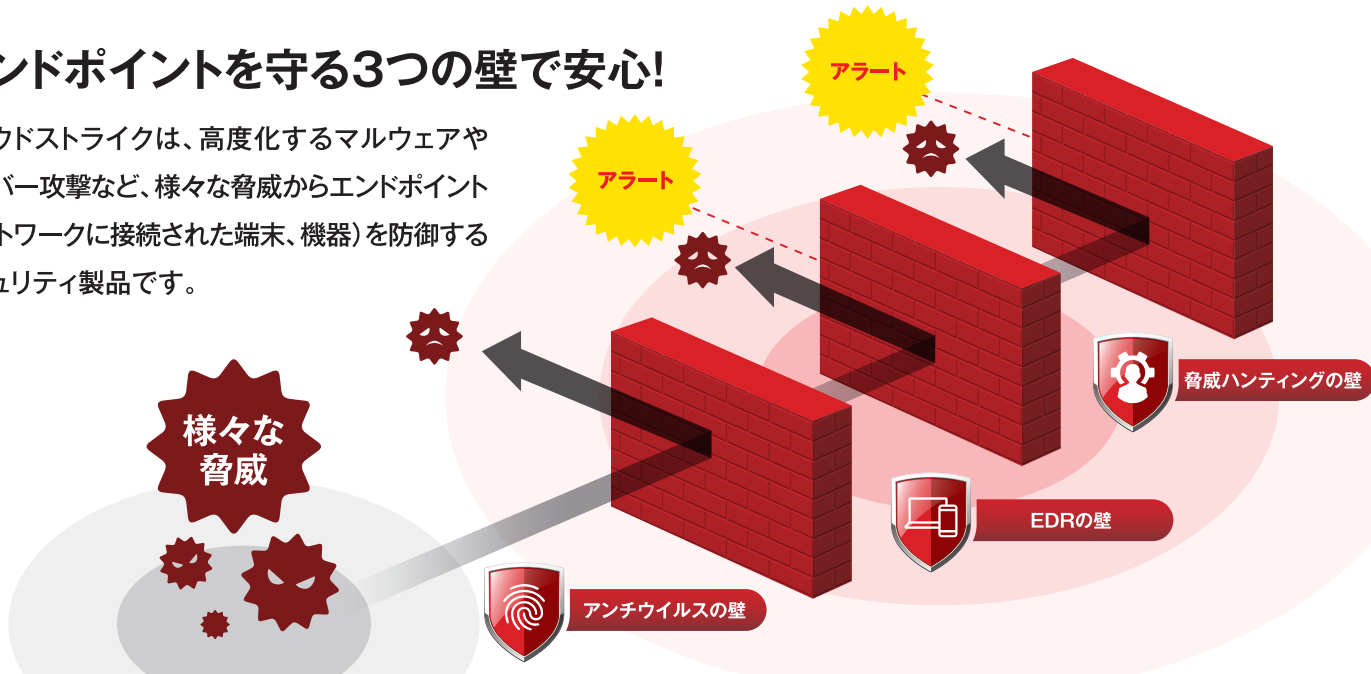 ンドポイントを守る3つの壁で安心!
ウドストライクは、高度化するマルウェアや
バー攻撃など、様々な脅威からエンドポイント
トワークに接続された端末、機器）を防御する
ュリティ製品です。
アラート
アラート
様々な
脅威
脅威ハンティングの壁
EDRの壁
アンチウイルスの壁